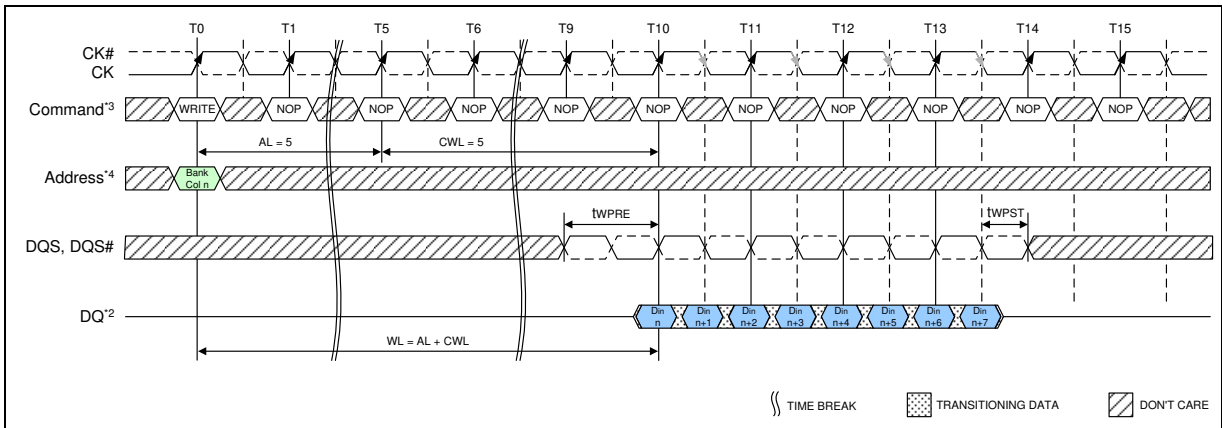 T0 T1 T5 T6 T9 T10 T11 T12 T13 T14 T15
CK#
CK
Command*3 WRITE NOP NOP NOP NOP NOP NOP NOP NOP NOP NOP
AL = 5 CWL = 5
Address*4 Bank
Col n
tWPRE tWPST
DQS, DQS#
DQ*2 Din
n Din
n+1 Din
n+2 Din
n+3 Din
n+4 Din
n+5 Din
n+6 Din
n+7
WL = AL + CWL
TIME BREAK TRANSITIONING DATA DON'T CARE